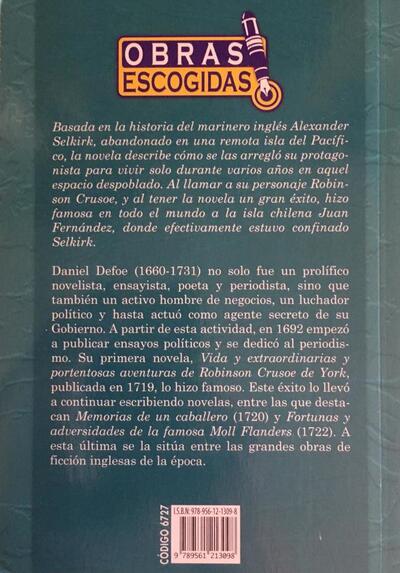 OBRAS
ESCOGIDAS
Basada en la historia del marinero inglés Alexander
Selkirk, abandonado en una remota isla del Pacífi-
co, la novela describe cómo se las arregló su protago-
nista para vivir solo durante varios años en aquel
espacio despoblado. Al llamar a su personaje Robin-
son Crusoe, y al tener la novela un gran éxito, hizo
famosa en todo el mundo a la isla chilena Juan
Fernández, donde efectivamente estuvo confinado
Selkirk.
Daniel Defoe (1660-1731) no solo fue un prolífico
novelista, ensayista, poeta y periodista, sino que
también un activo hombre de negocios, un luchador
político y hasta actuó como agente secreto de su
Gobierno. A partir de esta actividad, en 1692 empezó
a publicar ensayos políticos y se dedicó al periodis-
mo. Su primera novela, Vida y extraordinarias y
portentosas aventuras de Robinson Crusoe de York,
publicada en 1719, lo hizo famoso. Este éxito lo llevó
a continuar escribiendo novelas, entre las que desta-
can Memorias de un caballero (1720) y Fortunas y
adversidades de la famosa Moll Flanders (1722). A
esta última se la sitúa entre las grandes obras de
ficción inglesas de la época.
CÓDIGO 6727
I.S.B.N: 978-956-12-1309-8
9 789561 213098